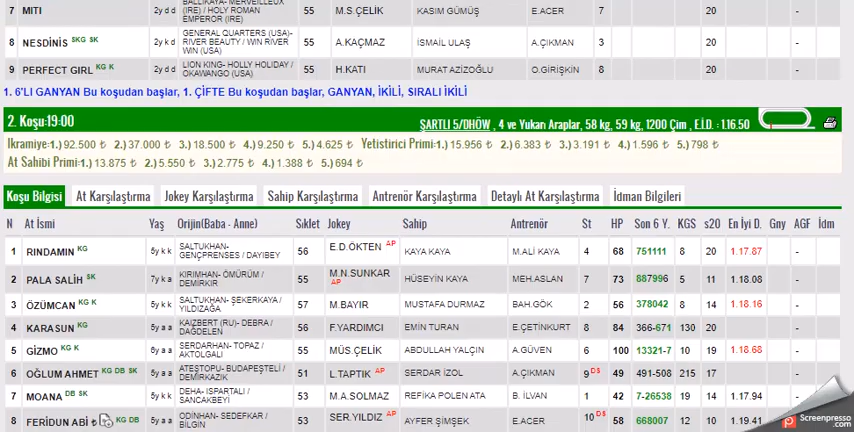 BALLIKAYA- MERVEILLEUX
7 MITI 2y d d (IRE) / HOLY ROMAN EMPEROR (IRE) 55 M.S.ÇELİK KASIM GÜMÜŞ E.ACER 7 20 -
8 NESDİNİS SKG SK 2y k d GENERAL QUARTERS (USA)- RIVER BEAUTY / WIN RIVER WIN (USA) 55 A.KAÇMAZ İSMAİL ULAŞ A.ÇIKMAN 3 20 -
9 PERFECT GIRL KG K 2y d d LION KING- HOLLY HOLIDAY / OKAWANGO (USA) 55 H.KATI MURAT AZİZOĞLU O.GİRİŞKİN 8 20 -
1. 6'LI GANYAN Bu koşudan başlar, 1. ÇİFTE Bu koşudan başlar, GANYAN, İKİLİ, SIRALI İKİLİ
2. Koşu:19:00 ŞARTLI 5/DHÖW , 4 ve Yukarı Araplar, 58 kg, 59 kg, 1200 Çim , E.İ.D. : 1.16.50
Ikramiye:1.) 92.500 ₺ 2.) 37.000 ₺ 3.) 18.500 ₺ 4.) 9.250 ₺ 5.) 4.625 ₺ Yetistirici Primi:1.) 15.956 ₺ 2.) 6.383 ₺ 3.) 3.191 ₺ 4.) 1.596 ₺ 5.) 798 ₺
At Sahibi Primi:1.) 13.875 ₺ 2.) 5.550 ₺ 3.) 2.775 ₺ 4.) 1.388 ₺ 5.) 694 ₺
Koşu Bilgisi At Karşılaştırma Jokey Karşılaştırma Sahip Karşılaştırma Antrenör Karşılaştırma Detaylı At Karşılaştırma İdman Bilgileri
N At İsmi Yaş Orijin(Baba - Anne) Sıklet Jokey Sahip Antrenör St HP Son 6 Y. KGS s20 En İyi D. Gny AGF İdm
1 RINDAMIN KG 5y k k SALTUKHAN- GENÇPRENSES / DAYIBEY 56 E.D.ÖKTEN AP KAYA KAYA M.ALİ KAYA 4 68 751111 8 20 1.17.87 -
2 PALA SALİH SK 7y k a KIRIMHAN- ÖMÜRÜM / DEMİRKIR 55 M.N.SUNKAR AP HÜSEYİN KAYA MEH.ASLAN 7 73 887996 5 11 1.18.08 -
3 ÖZÜMCAN KG K 5y k k SALTUKHAN- ŞEKERKAYA / YILDIZAĞA 57 M.BAYIR MUSTAFA DURMAZ BAH.GÖK 2 56 378042 8 14 1.18.16 -
4 KARASUN KG 8y a a KAIZBERT (RU)- DEBRA / DAĞDELEN 56 F.YARDIMCI EMIN TURAN E.ÇETİNKURT 8 84 366-671 130 20 -
5 GİZMO KG K 6y a a SERDARHAN- TOPAZ / AKTOLGALI 55 MÜS.ÇELİK ABDULLAH YALÇIN A.GÜVEN 6 100 13321-7 10 19 1.18.68 -
6 OĞLUM AHMET KG DB SK 6y a a ATEŞTOPU- BUDAPEŞTELİ / DEMİRKAZIK 51 L.TAPTIK AP SERDAR İZOL A.ÇIKMAN 9 DS 49 491-508 215 17 -
7 MOANA DB SK 5y k k DEHA- ISPARTALI / SANCAKBEYİ 53 M.A.SOLMAZ REFİKA POLEN ATA B. İLVAN 1 42 7-26538 19 14 1.17.94 -
8 FERİDUN ABİ ₺ KG DB 5y a a ODİNHAN- SEDEFKAR / BİLGİN 53 SER.YILDIZ AP AYFER ŞİMŞEK E.ACER 10 DS 58 668007 12 10 1.19.41 -
Screenpresso.com